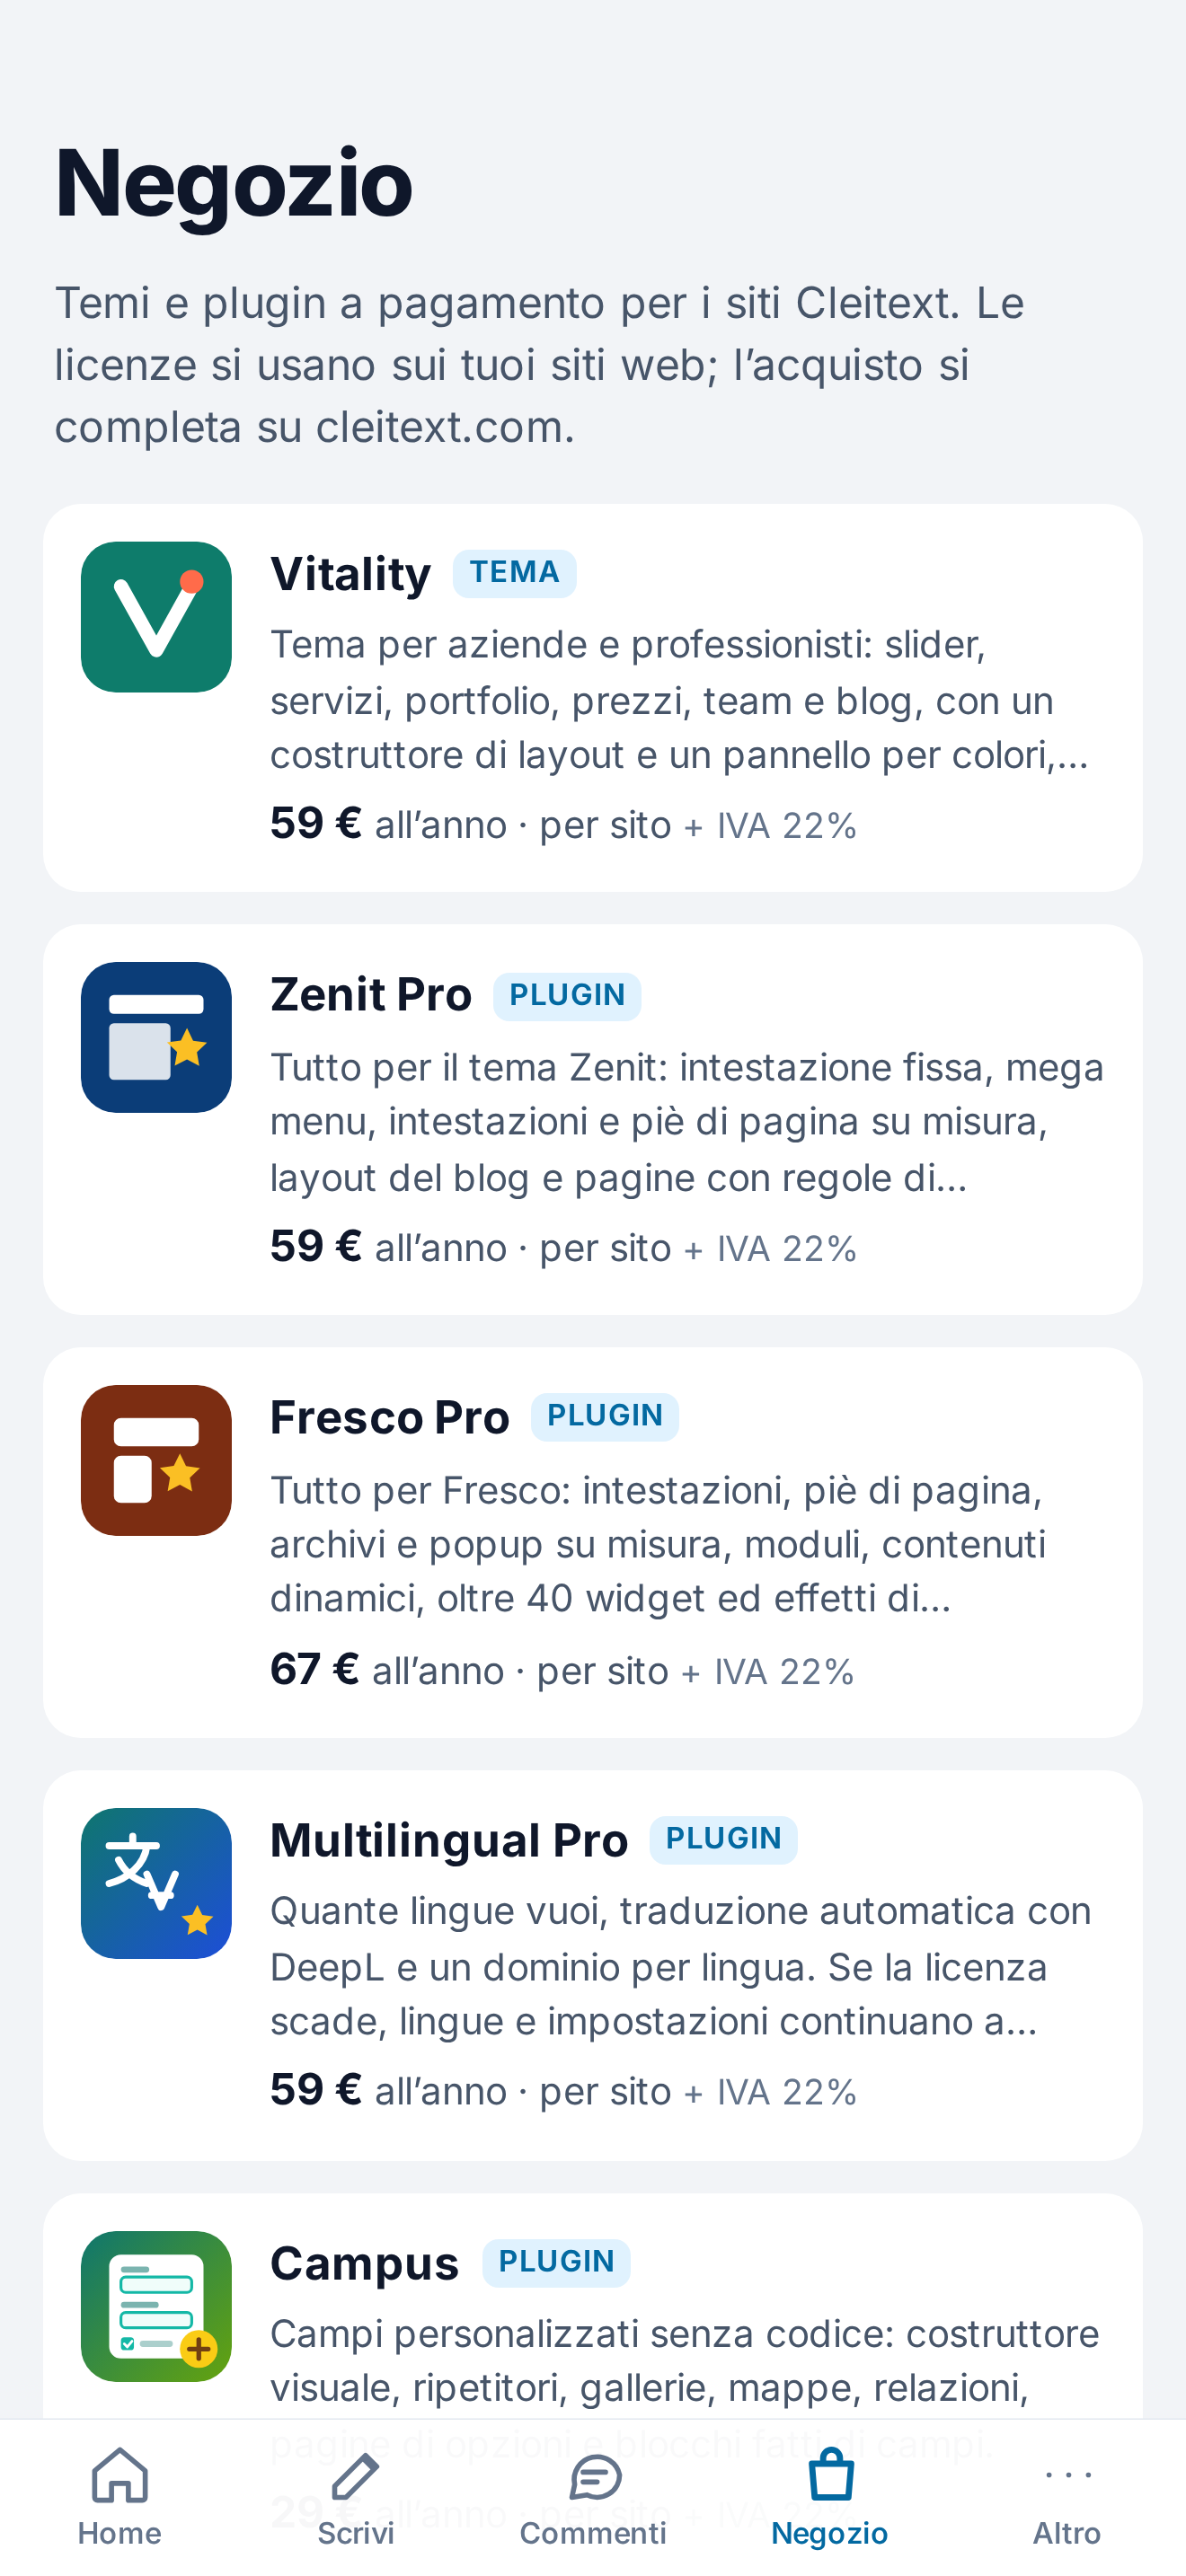 Negozio
Temi e plugin a pagamento per i siti Cleitext. Le
licenze si usano sui tuoi siti web; l’acquisto si
completa su cleitext.com.
Vitality TEMA
Tema per aziende e professionisti: slider,
servizi, portfolio, prezzi, team e blog, con un
costruttore di layout e un pannello per colori,...
59 € all’anno · per sito + IVA 22%
Zenit Pro PLUGIN
Tutto per il tema Zenit: intestazione fissa, mega
menu, intestazioni e piè di pagina su misura,
layout del blog e pagine con regole di...
59 € all’anno · per sito + IVA 22%
Fresco Pro PLUGIN
Tutto per Fresco: intestazioni, piè di pagina,
archivi e popup su misura, moduli, contenuti
dinamici, oltre 40 widget ed effetti di...
67 € all’anno · per sito + IVA 22%
Multilingual Pro PLUGIN
Quante lingue vuoi, traduzione automatica con
DeepL e un dominio per lingua. Se la licenza
scade, lingue e impostazioni continuano a...
59 € all’anno · per sito + IVA 22%
Campus PLUGIN
Campi personalizzati senza codice: costruttore
visuale, ripetitori, gallerie, mappe, relazioni,
pagine di opzioni e blocchi fatti di campi.
29 € all’anno · per sito + IVA
Home Scrivi Commenti Negozio Altro